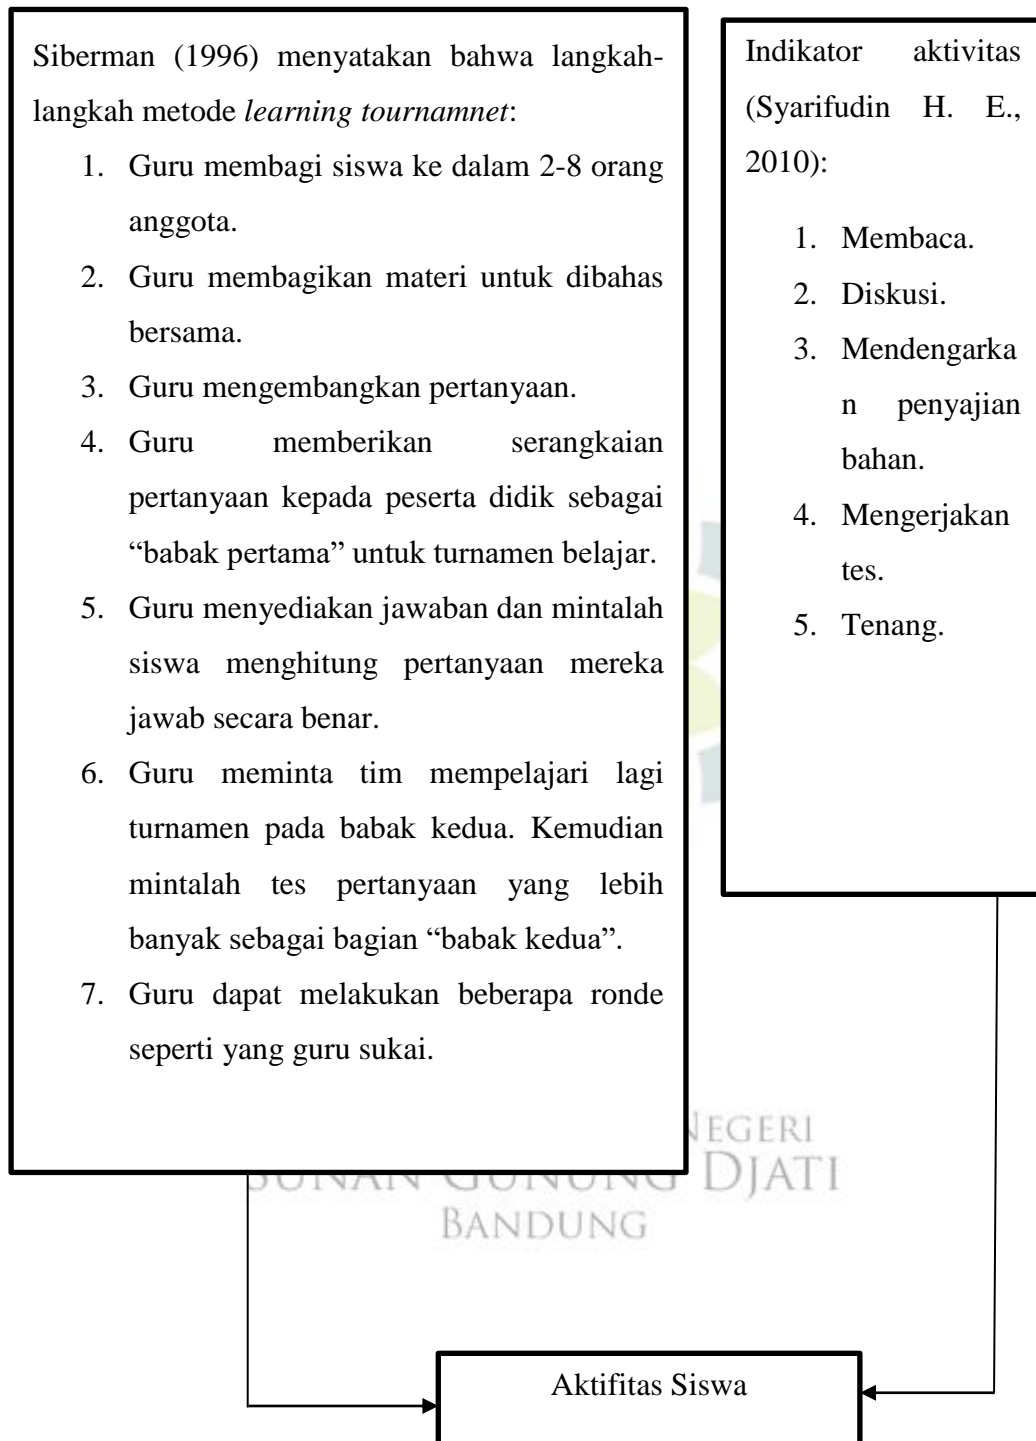 Siberman (1996) menyatakan bahwa langkah-
langkah metode learning tournamnet:
1. Guru membagi siswa ke dalam 2-8 orang
anggota.
2. Guru membagikan materi untuk dibahas
bersama.
3. Guru mengembangkan pertanyaan.
4. Guru memberikan serangkaian
pertanyaan kepada peserta didik sebagai
“babak pertama” untuk turnamen belajar.
5. Guru menyediakan jawaban dan mintalah
siswa menghitung pertanyaan mereka
jawab secara benar.
6. Guru meminta tim mempelajari lagi
turnamen pada babak kedua. Kemudian
mintalah tes pertanyaan yang lebih
banyak sebagai bagian “babak kedua”.
7. Guru dapat melakukan beberapa ronde
seperti yang guru sukai.
Indikator aktivitas
(Syarifudin H. E.,
2010):
1. Membaca.
2. Diskusi.
3. Mendengarka
n penyajian
bahan.
4. Mengerjakan
tes.
5. Tenang.
NEGERI
SUNAN GUNUNG DJATI
BANDUNG
Aktifitas Siswa